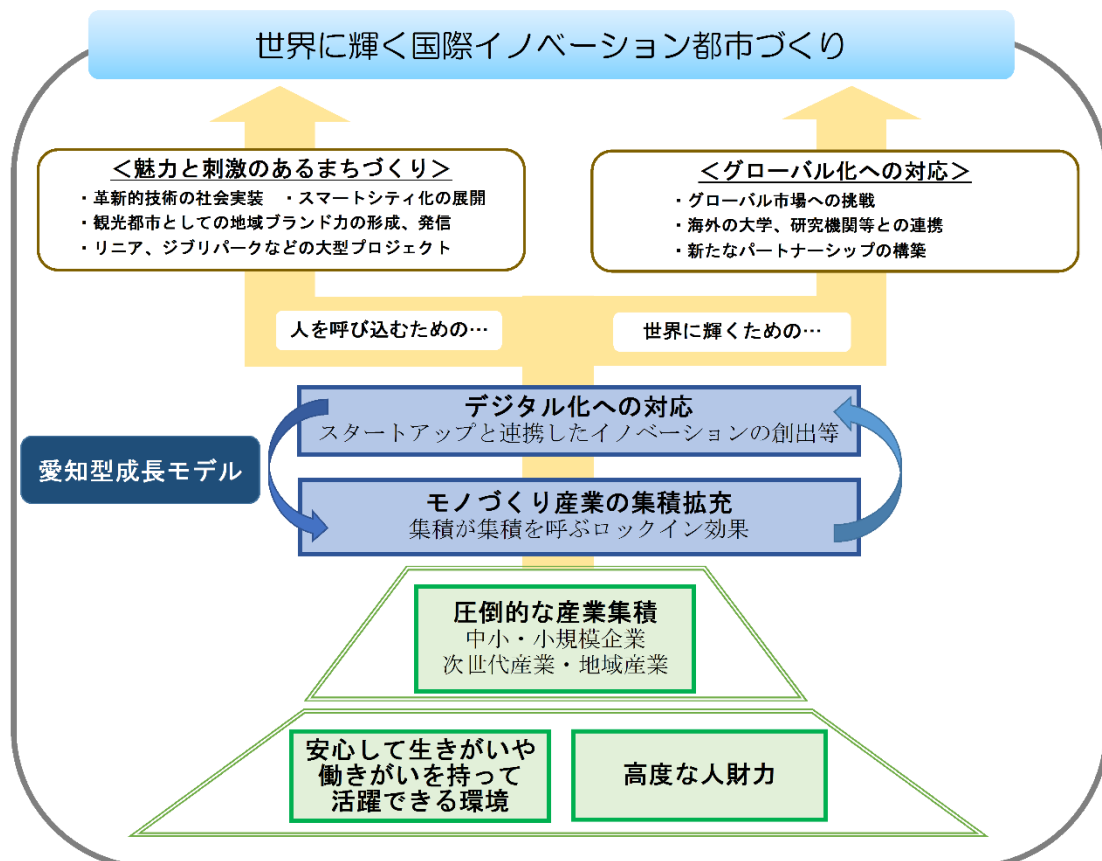 世界に輝く国際イノベーション都市づくり
＜魅力と刺激のあるまちづくり＞
・革新的技術の社会実装　・スマートシティ化の展開
・観光都市としての地域ブランド力の形成、発信
・リニア、ジブリパークなどの大型プロジェクト
＜グローバル化への対応＞
・グローバル市場への挑戦
・海外の大学、研究機関等との連携
・新たなパートナーシップの構築
人を呼び込むための…
世界に輝くための…
デジタル化への対応
スタートアップと連携したイノベーションの創出等
愛知型成長モデル
モノづくり産業の集積拡充
集積が集積を呼ぶロックイン効果
圧倒的な産業集積
中小・小規模企業
次世代産業・地域産業
安心して生きがいや
働きがいを持って
活躍できる環境
高度な人財力